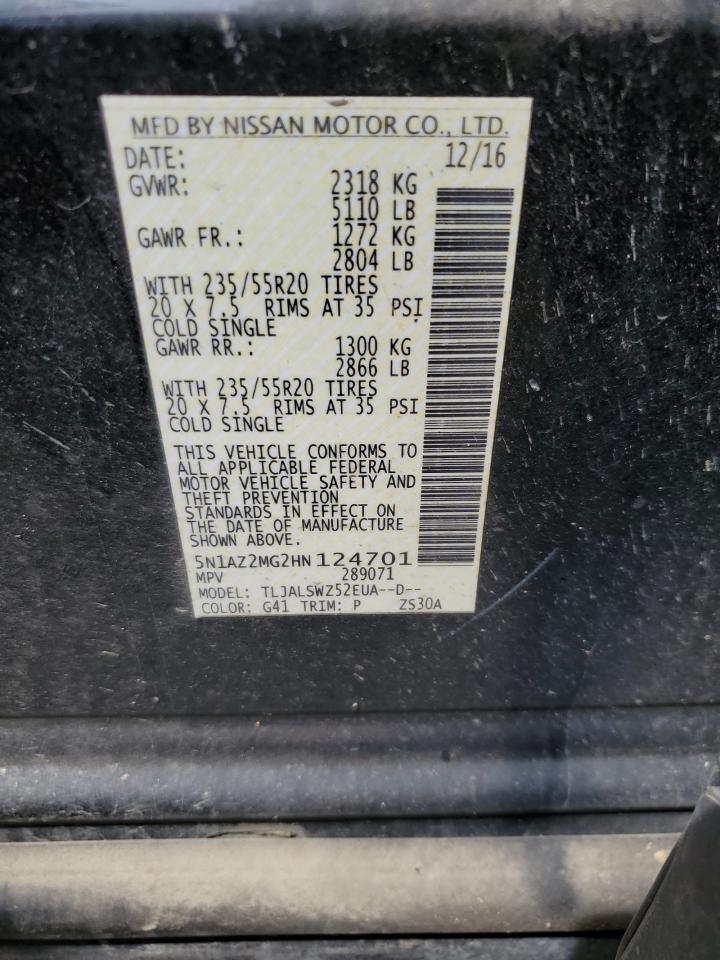 MFD BY NISSAN MOTOR CO., LTD.
DATE: 12/16
GVWR: 2318 KG
5110 LB
GAWR FR.: 1272 KG
2804 LB
WITH 235/55R20 TIRES
20 X 7.5 RIMS AT 35 PSI
COLD SINGLE
GAWR RR.: 1300 KG
2866 LB
WITH 235/55R20 TIRES
20 X 7.5 RIMS AT 35 PSI
COLD SINGLE
THIS VEHICLE CONFORMS TO
ALL APPLICABLE FEDERAL
MOTOR VEHICLE SAFETY AND
THEFT PREVENTION
STANDARDS IN EFFECT ON
THE DATE OF MANUFACTURE
SHOWN ABOVE.
5N1AZ2MG2HN124701
MPV 289071
MODEL: TLJALSWZ52EUA--D--
COLOR: G41 TRIM: P ZS30A